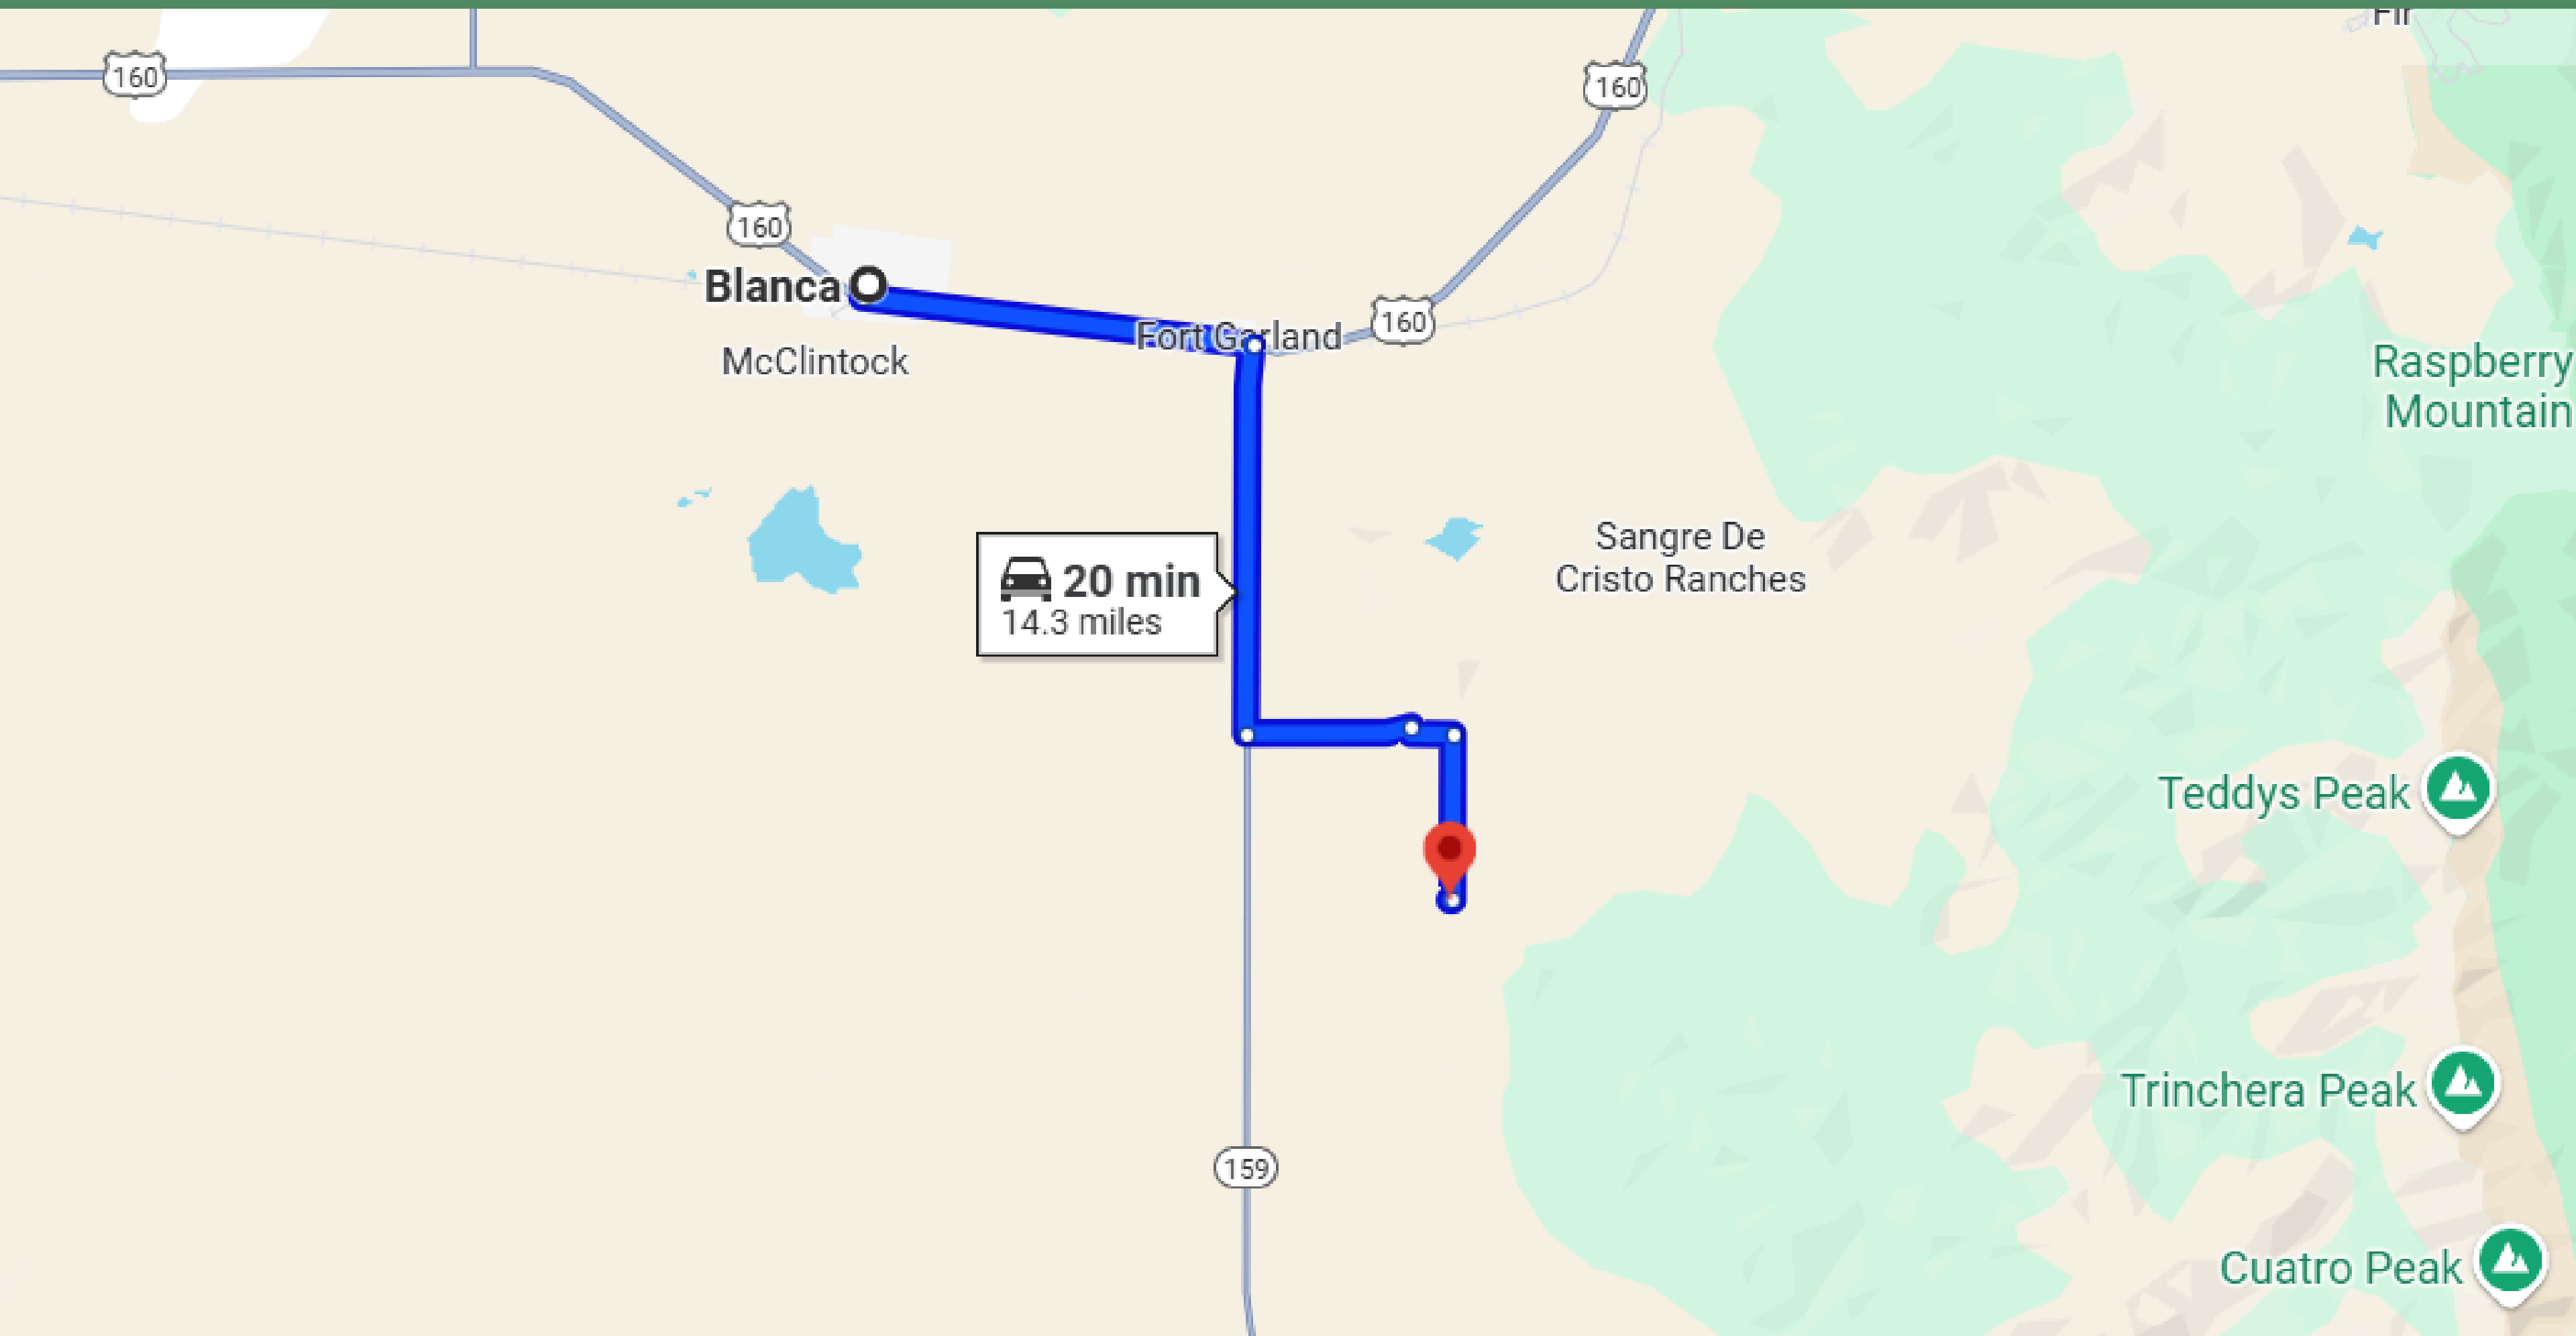 160
160
160
Blanca
Fort Garland
160
McClintock
Raspberry
Mountain
Sangre De
Cristo Ranches
20 min
14.3 miles
Teddys Peak
Trinchera Peak
159
Cuatro Peak